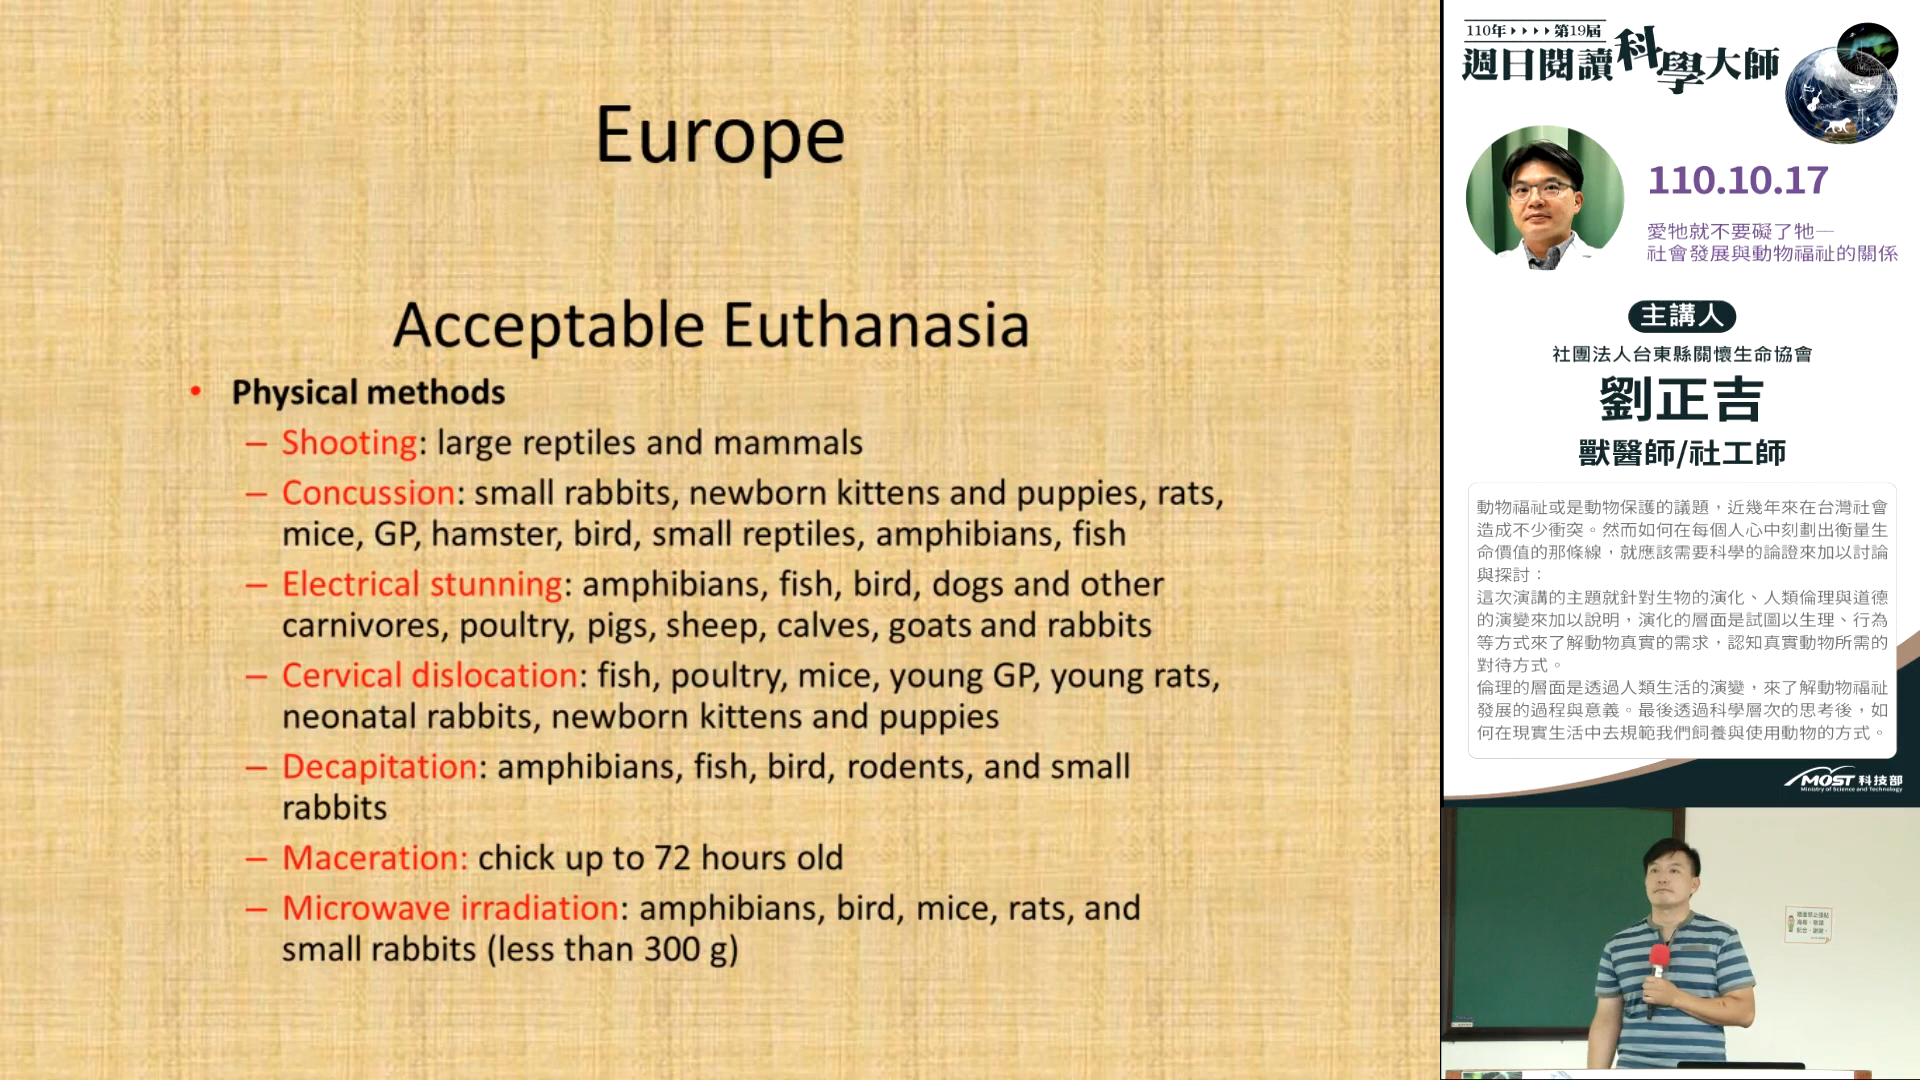 Europe
Acceptable Euthanasia
• Physical methods
– Shooting: large reptiles and mammals
– Concussion: small rabbits, newborn kittens and puppies, rats,
mice, GP, hamster, bird, small reptiles, amphibians, fish
– Electrical stunning: amphibians, fish, bird, dogs and other
carnivores, poultry, pigs, sheep, calves, goats and rabbits
– Cervical dislocation: fish, poultry, mice, young GP, young rats,
neonatal rabbits, newborn kittens and puppies
– Decapitation: amphibians, fish, bird, rodents, and small
rabbits
– Maceration: chick up to 72 hours old
– Microwave irradiation: amphibians, bird, mice, rats, and
small rabbits (less than 300 g)
110年 第19屆
週日閱讀科學大師
110.10.17
愛牠就不要礙了牠—
社會發展與動物福祉的關係
主講人
社團法人台東縣關懷生命協會
劉正吉
獸醫師/社工師
動物福祉或是動物保護的議題，近幾年來在台灣社會
造成不少衝突。然而如何在每個人心中刻劃出衡量生
命價值的那條線，就應該需要科學的論證來加以討論
與探討：
這次演講的主題就針對生物的演化、人類倫理與道德
的演變來加以說明，演化的層面是試圖以生理、行為
等方式來了解動物真實的需求，認知真實動物所需的
對待方式。
倫理的層面是透過人類生活的演變，來了解動物福祉
發展的過程與意義。最後透過科學層次的思考後，如
何在現實生活中去規範我們飼養與使用動物的方式。
MOST 科技部
Ministry of Science and Technology